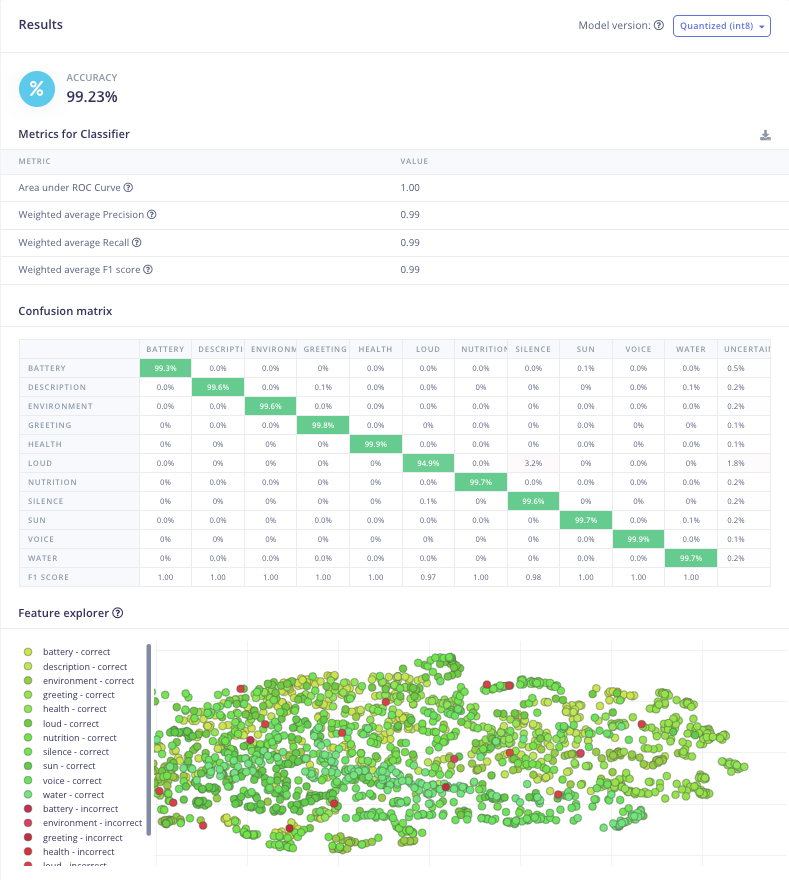 Results
Model version: Quantized (int8)
%
ACCURACY
99.23%
Metrics for Classifier
METRIC VALUE
Area under ROC Curve ? 1.00
Weighted average Precision ? 0.99
Weighted average Recall ? 0.99
Weighted average F1 score ? 0.99
Confusion matrix
BATTERY DESCRIPTI ENVIRONM GREETING HEALTH LOUD NUTRITION SILENCE SUN VOICE WATER UNCERTAIN
BATTERY 99.3% 0.0% 0.0% 0% 0.0% 0.0% 0.0% 0.0% 0.1% 0.0% 0.0% 0.5%
DESCRIPTION 0.0% 99.6% 0.0% 0.1% 0.0% 0.0% 0.0% 0% 0% 0.0% 0.1% 0.2%
ENVIRONMENT 0.0% 0.0% 99.6% 0.0% 0.0% 0.0% 0.0% 0% 0.0% 0.0% 0.0% 0.2%
GREETING 0% 0.0% 0.0% 99.8% 0.0% 0% 0.0% 0% 0% 0.0% 0% 0.1%
HEALTH 0% 0% 0% 0% 99.9% 0.0% 0.0% 0% 0% 0.0% 0% 0.1%
LOUD 0.0% 0.0% 0% 0% 0% 94.9% 0.0% 3.2% 0% 0% 0.0% 1.8%
NUTRITION 0% 0.0% 0% 0% 0% 0.0% 99.7% 0% 0% 0.0% 0.0% 0.2%
SILENCE 0% 0% 0% 0% 0% 0.1% 0% 99.6% 0% 0% 0% 0.2%
SUN 0.0% 0.0% 0% 0.0% 0.0% 0.0% 0.0% 0% 99.7% 0.0% 0.1% 0.2%
VOICE 0% 0.0% 0% 0.0% 0% 0.0% 0.0% 0% 0.0% 99.9% 0.0% 0.1%
WATER 0% 0.0% 0.0% 0.0% 0% 0.0% 0.0% 0% 0.0% 0.0% 99.7% 0.2%
F1 SCORE 1.00 1.00 1.00 1.00 1.00 0.97 1.00 0.98 1.00 1.00 1.00
Feature explorer ?
battery - correct
description - correct
environment - correct
greeting - correct
health - correct
loud - correct
nutrition - correct
silence - correct
sun - correct
voice - correct
water - correct
battery - incorrect
environment - incorrect
greeting - incorrect
health - incorrect
loud - incorrect